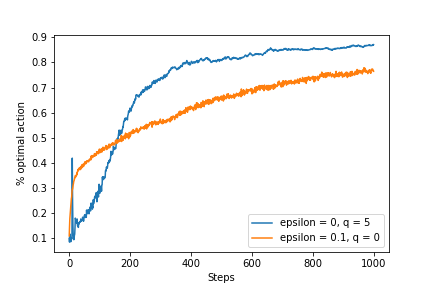 0.9
0.8
0.7
0.6
0.5
0.4
0.3
0.2
0.1
% optimal action
0 200 400 600 800 1000
Steps
epsilon = 0, q = 5
epsilon = 0.1, q = 0